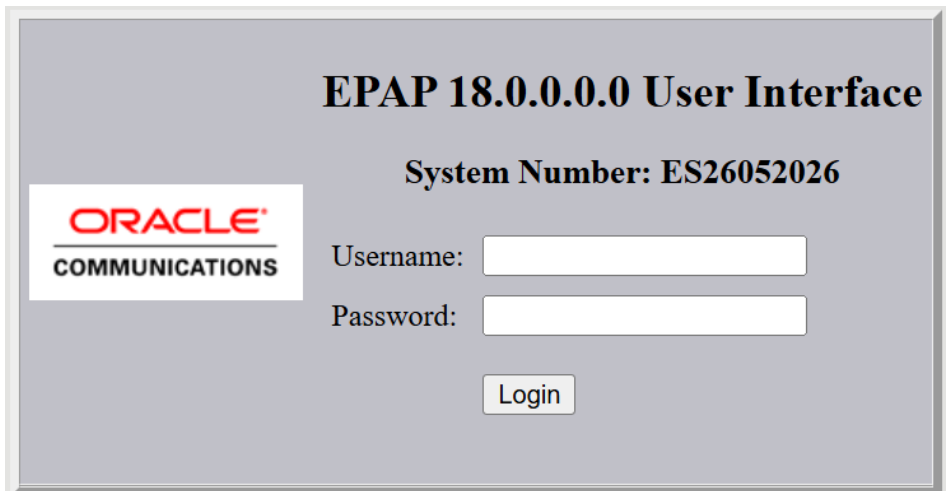 EPAP 18.0.0.0.0 User Interface
System Number: ES26052026
ORACLE
COMMUNICATIONS
Username:
Password:
Login